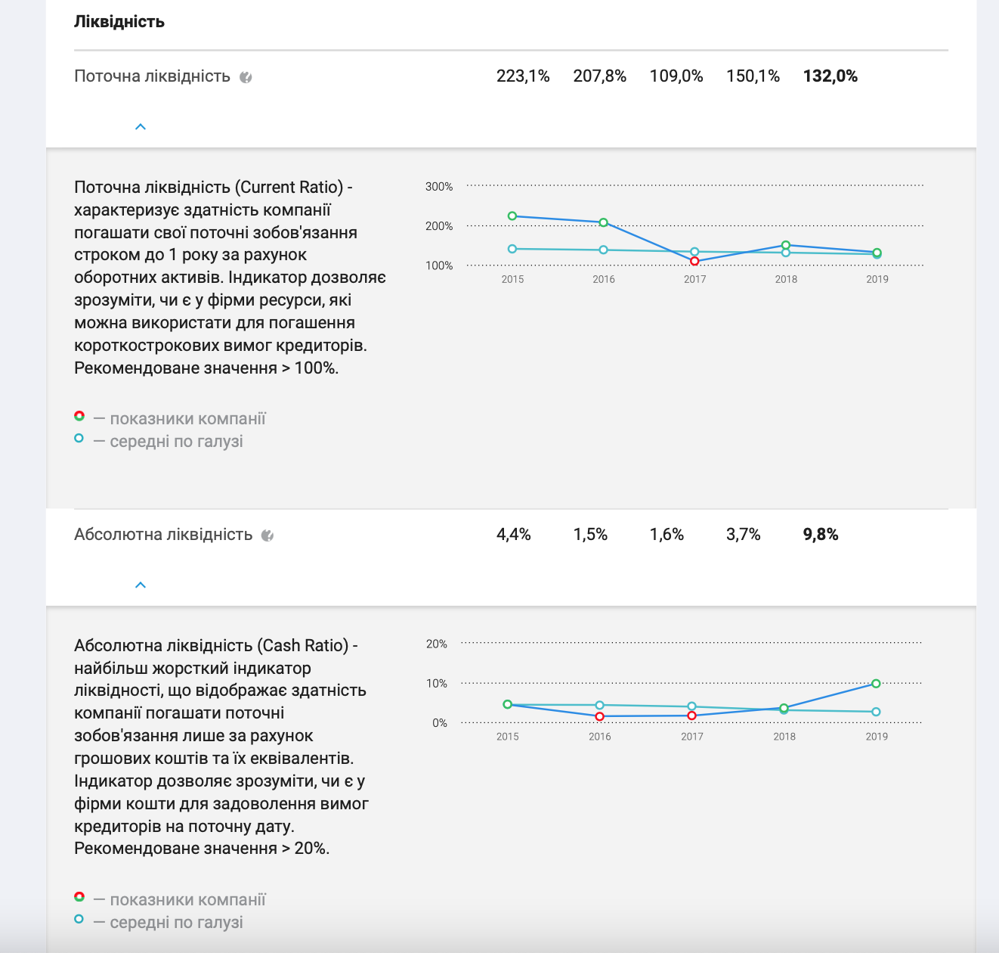 Ліквідність
Поточна ліквідність ? 223,1% 207,8% 109,0% 150,1% 132,0%
Поточна ліквідність (Current Ratio) -
характеризує здатність компанії
погашати свої поточні зобов'язання
строком до 1 року за рахунок
оборотних активів. Індикатор дозволяє
зрозуміти, чи є у фірми ресурси, які
можна використати для погашення
короткострокових вимог кредиторів.
Рекомендоване значення > 100%.
— показники компанії
— середні по галузі
300%
200%
100%
2015 2016 2017 2018 2019
Абсолютна ліквідність ? 4,4% 1,5% 1,6% 3,7% 9,8%
Абсолютна ліквідність (Cash Ratio) -
найбільш жорсткий індикатор
ліквідності, що відображає здатність
компанії погашати поточні
зобов'язання лише за рахунок
грошових коштів та їх еквівалентів.
Індикатор дозволяє зрозуміти, чи є у
фірми кошти для задоволення вимог
кредиторів на поточну дату.
Рекомендоване значення > 20%.
— показники компанії
— середні по галузі
20%
10%
0%
2015 2016 2017 2018 2019